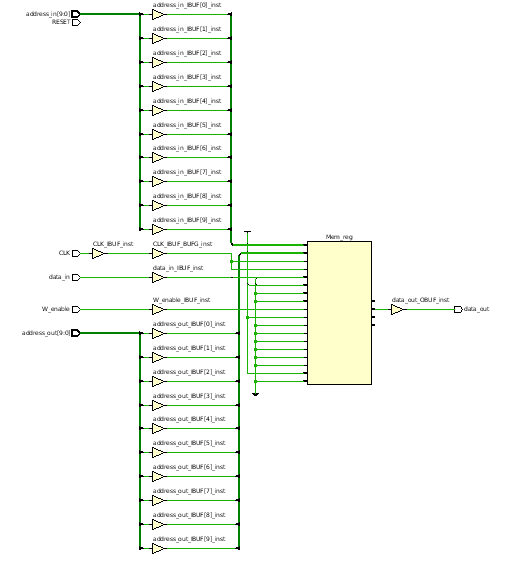 address_in[9:0]
RESET
address_in_IBUF[0]_inst
address_in_IBUF[1]_inst
address_in_IBUF[2]_inst
address_in_IBUF[3]_inst
address_in_IBUF[4]_inst
address_in_IBUF[5]_inst
address_in_IBUF[6]_inst
address_in_IBUF[7]_inst
address_in_IBUF[8]_inst
address_in_IBUF[9]_inst
Mem_reg
CLK
CLK_IBUF_inst
CLK_IBUF_BUFG_inst
data_in
data_in_IBUF_inst
W_enable
W_enable_IBUF_inst
data_out_OBUF_inst
data_out
address_out[9:0]
address_out_IBUF[0]_inst
address_out_IBUF[1]_inst
address_out_IBUF[2]_inst
address_out_IBUF[3]_inst
address_out_IBUF[4]_inst
address_out_IBUF[5]_inst
address_out_IBUF[6]_inst
address_out_IBUF[7]_inst
address_out_IBUF[8]_inst
address_out_IBUF[9]_inst